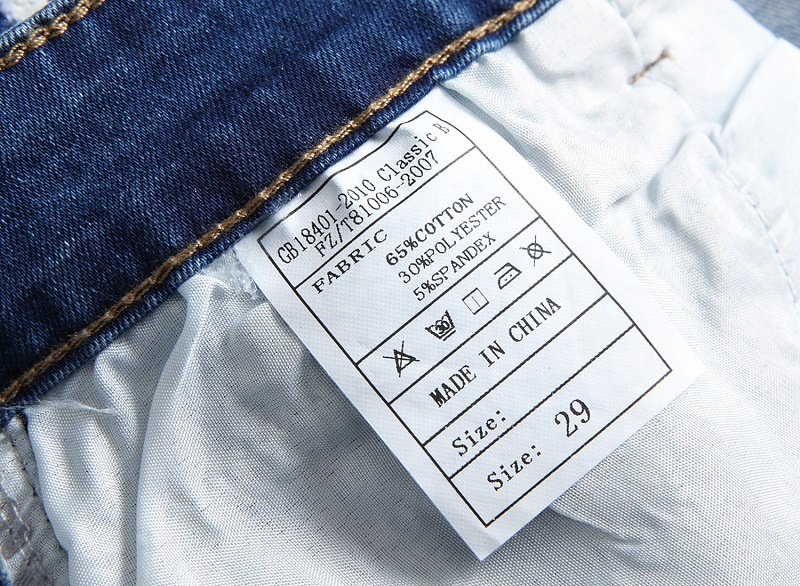 GB18401-2010 Classic B
FZ/T81006--2007
FABRIC
65%COTTON
30%POLYESTER
5%SPANDEX
30
MADE IN CHINA
Size:
Size: 29